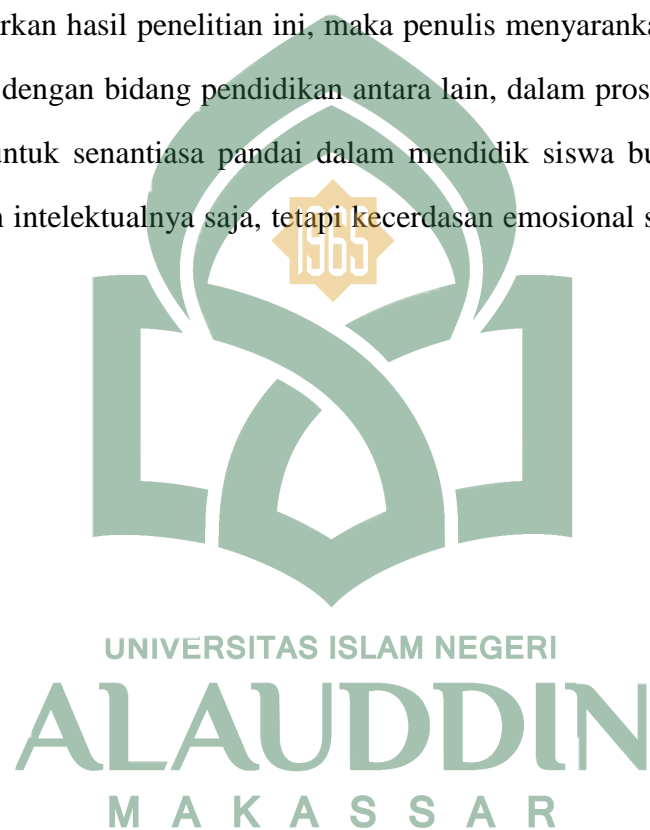 rkan hasil penelitian ini, maka penulis menyaranka
dengan bidang pendidikan antara lain, dalam pros
untuk senantiasa pandai dalam mendidik siswa bu
intelektualnya saja, tetapi kecerdasan emosional s
1965
UNIVERSITAS ISLAM NEGERI
ALAUDDIN
MAKASSAR